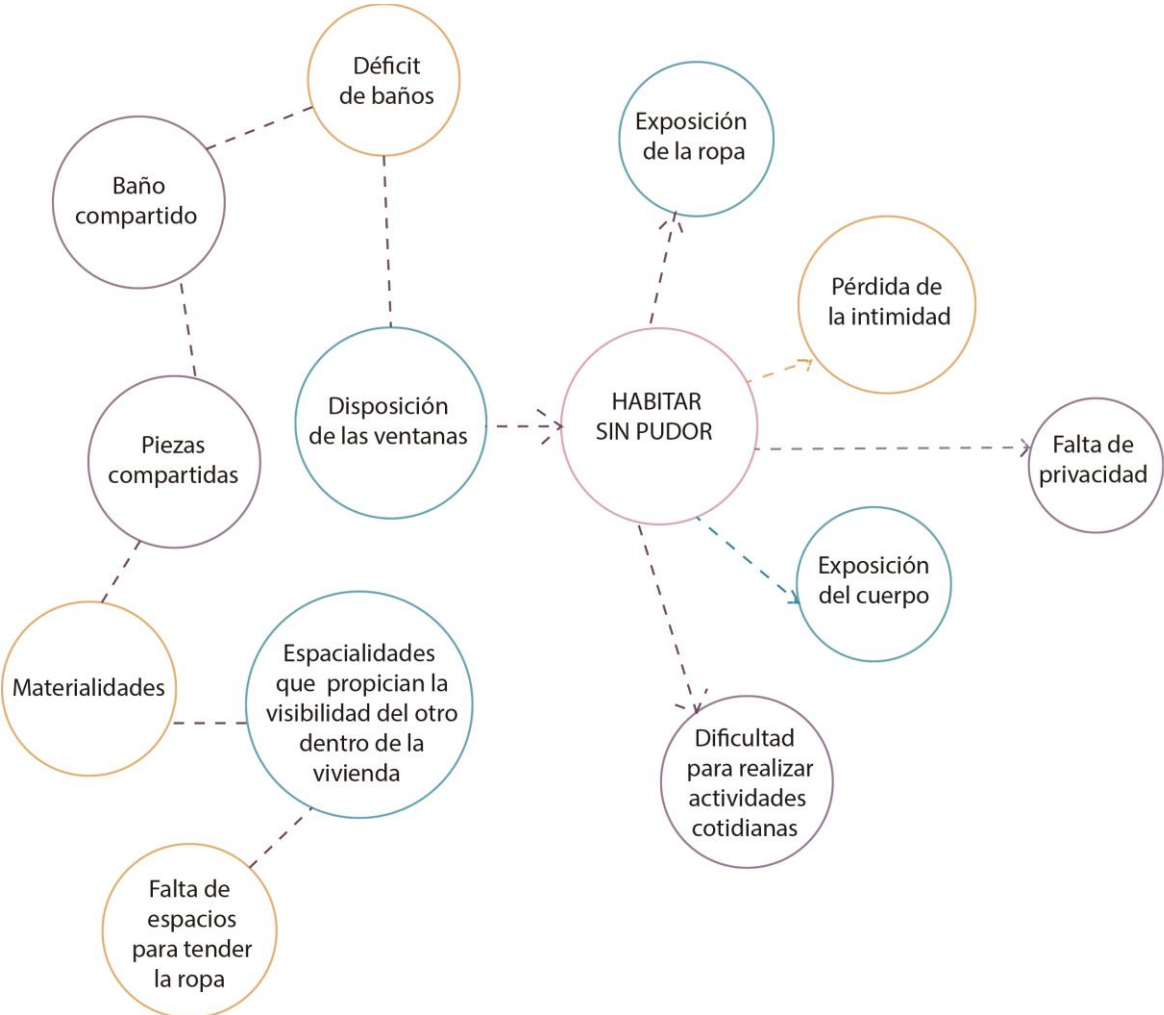 Déficit
de baños
Baño
compartido
Piezas
compartidas
Materialidades
Espacialidades
que propician la
visibilidad del otro
dentro de la
vivienda
Falta de
espacios
para tender
la ropa
Disposición
de las ventanas
HABITAR
SIN PUDOR
Exposición
de la ropa
Pérdida de
la intimidad
Falta de
privacidad
Exposición
del cuerpo
Dificultad
para realizar
actividades
cotidianas